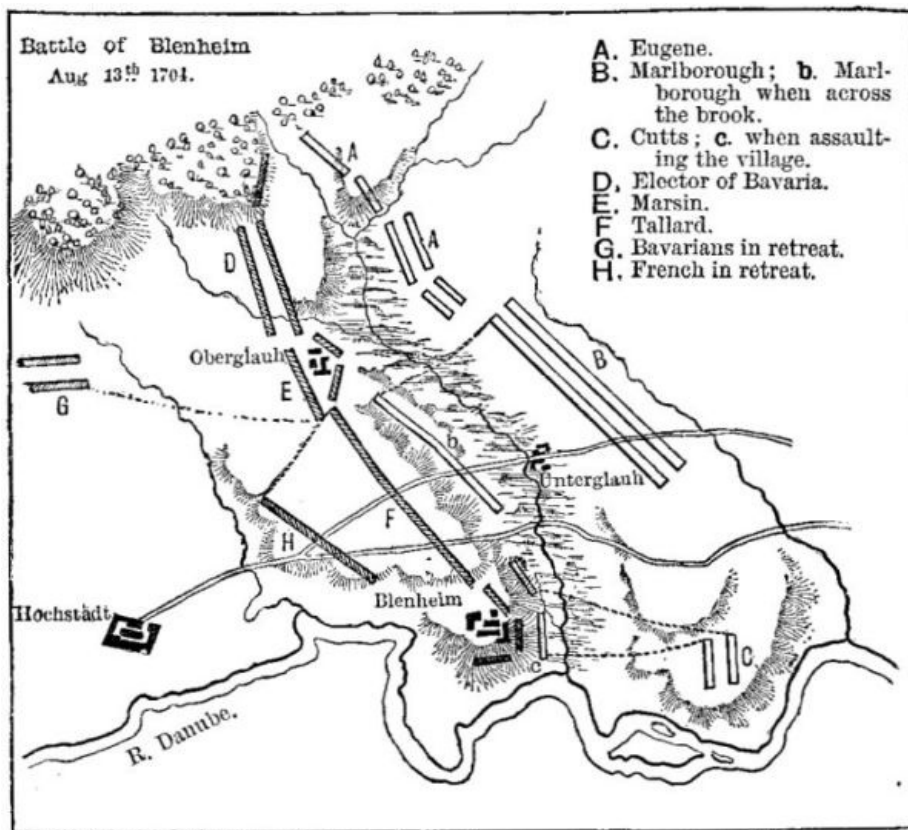 Battle of Blenheim
Aug 13th 1704.
A. Eugene.
B. Marlborough; b. Marl-
borough when across
the brook.
C. Cutts; c. when assault-
ing the village.
D. Elector of Bavaria.
E. Marsin.
F Tallard.
G. Bavarians in retreat.
H. French in retreat.
A
A
D
B
Oberglauh
E
G
b
Unterglauh
F
H
Blenheim
Hochstädt
C
c
R. Danube.